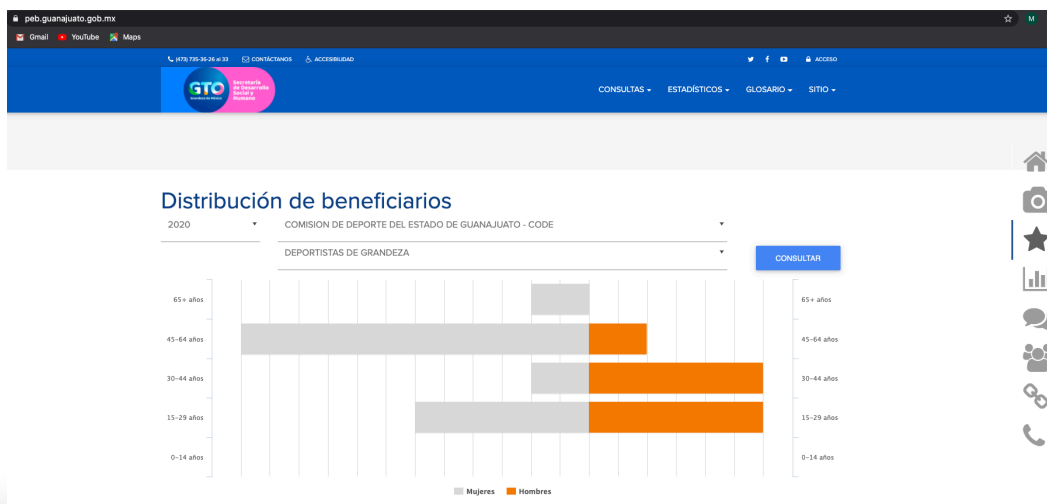 peb.guanajuato.gob.mx
M
Gmail YouTube Maps
(473) 735-36-26 al 33 CONTÁCTANOS ACCESIBILIDAD ACCESO
GTO
Grandeza de México
Secretaría
de Desarrollo
Social y
Humano
CONSULTAS ESTADÍSTICOS GLOSARIO SITIO
Distribución de beneficiarios
2020 COMISION DE DEPORTE DEL ESTADO DE GUANAJUATO - CODE
DEPORTISTAS DE GRANDEZA CONSULTAR
65+ años 65+ años
45-64 años 45-64 años
30-44 años 30-44 años
15-29 años 15-29 años
0-14 años 0-14 años
Mujeres Hombres